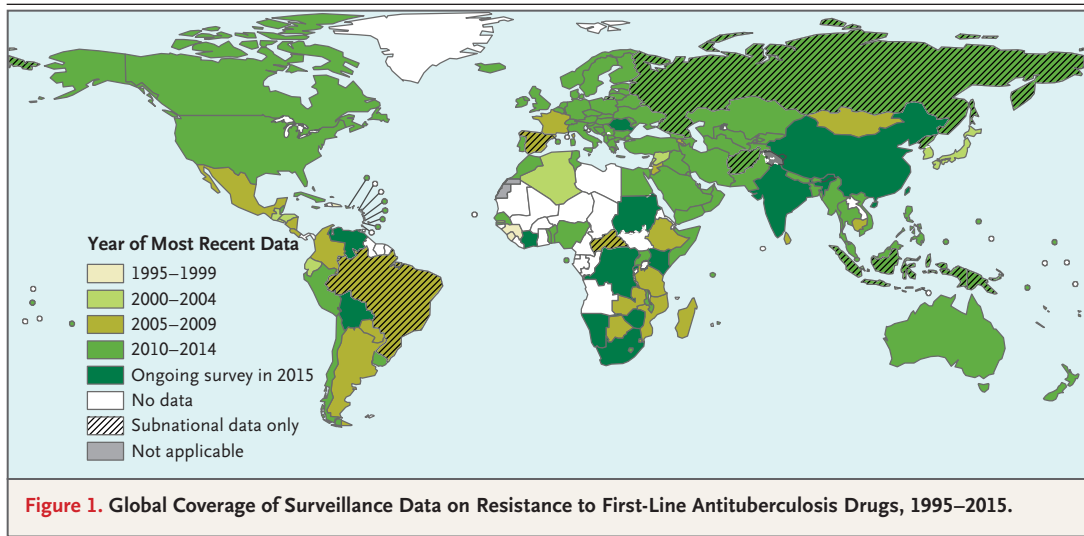 Year of Most Recent Data
1995–1999
2000–2004
2005–2009
2010–2014
Ongoing survey in 2015
No data
Subnational data only
Not applicable
Figure 1. Global Coverage of Surveillance Data on Resistance to First-Line Antituberculosis Drugs, 1995–2015.